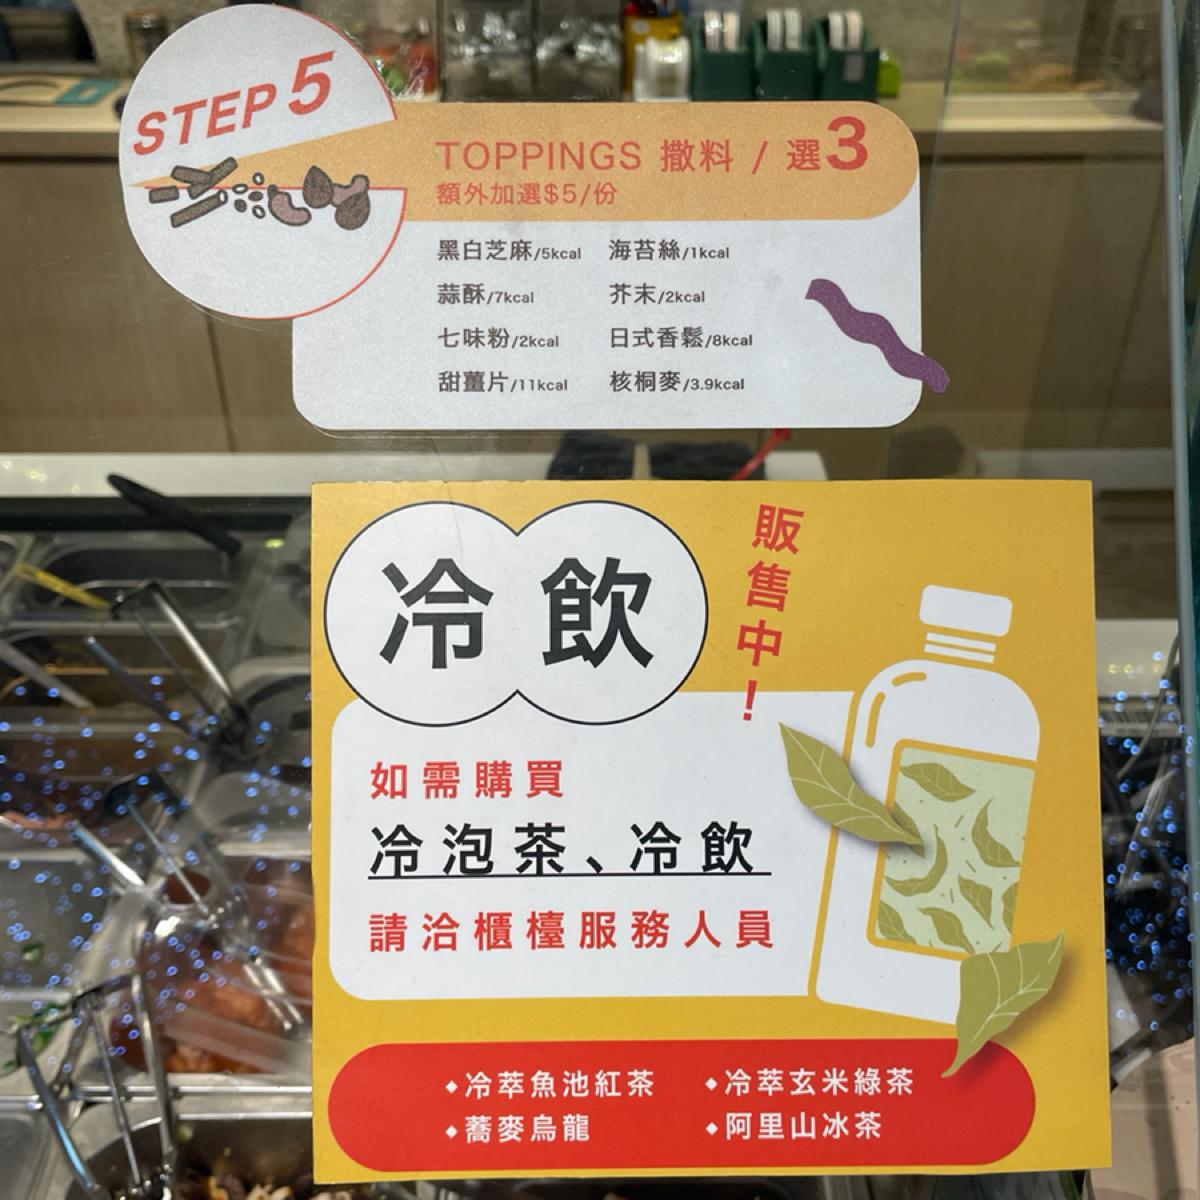 STEP 5
TOPPINGS 撒料 / 選3
額外加選$5/份
黑白芝麻/5kcal 海苔絲/1kcal
蒜酥/7kcal 芥末/2kcal
七味粉/2kcal 日式香鬆/8kcal
甜薑片/11kcal 核桐麥/3.9kcal
冷飲
販售中！
如需購買
冷泡茶、冷飲
請洽櫃檯服務人員
◆冷萃魚池紅茶 ◆冷萃玄米綠茶
◆蕎麥烏龍 ◆阿里山冰茶